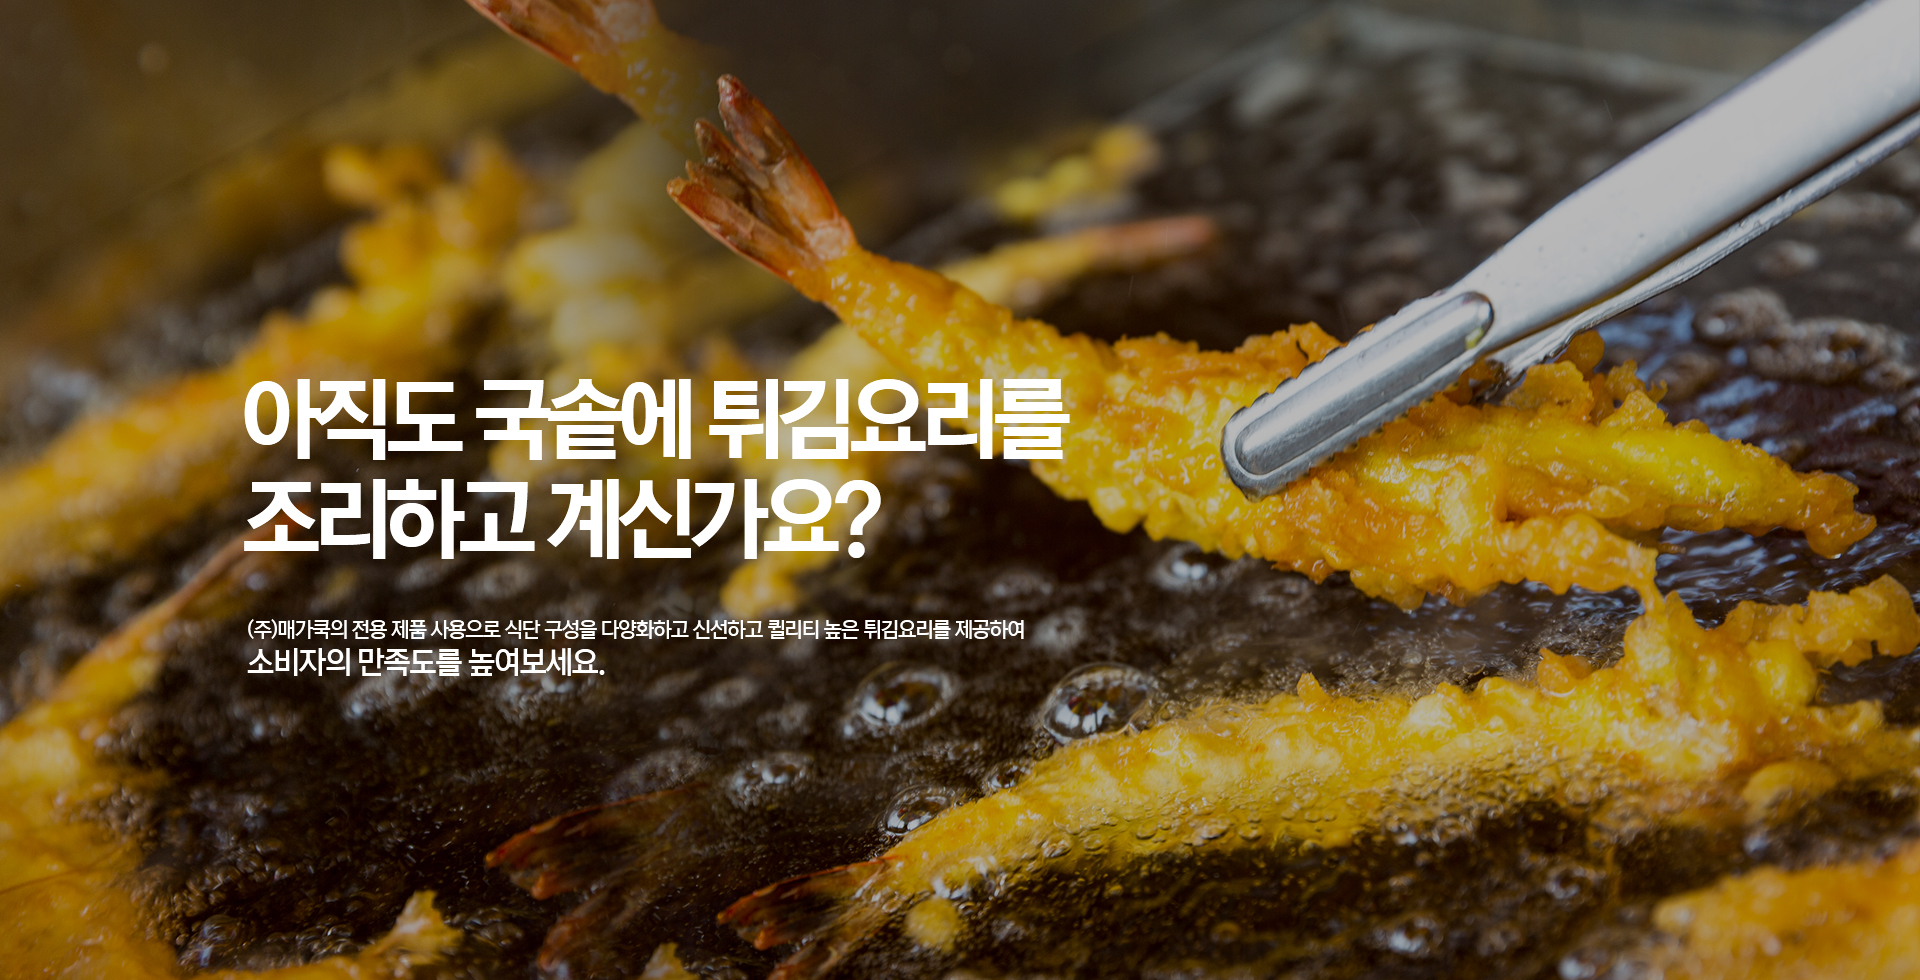 아직도 국솥에 튀김요리를
조리하고 계신가요?
(주)매가쿡의 전용 제품 사용으로 식단 구성을 다양화하고 신선하고 퀄리티 높은 튀김요리를 제공하여
소비자의 만족도를 높여보세요.